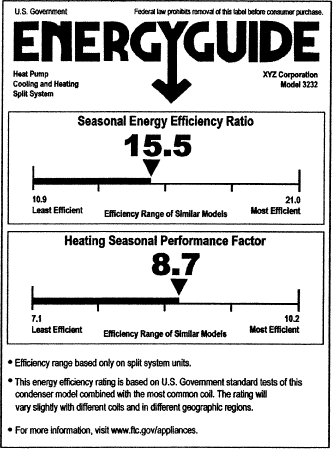 U.S. Government Federal law prohibits removal of this label before consumer purchase.
ENERGYGUIDE
Heat Pump
Cooling and Heating
Split System
XYZ Corporation
Model 3232
Seasonal Energy Efficiency Ratio
15.5
10.9 21.0
Least Efficient Efficiency Range of Similar Models Most Efficient
Heating Seasonal Performance Factor
8.7
7.1 10.2
Least Efficient Efficiency Range of Similar Models Most Efficient
• Efficiency range based only on split system units.
• This energy efficiency rating is based on U.S. Government standard tests of this
condenser model combined with the most common coil. The rating will
vary slightly with different coils and in different geographic regions.
• For more information, visit www.ftc.gov/appliances.